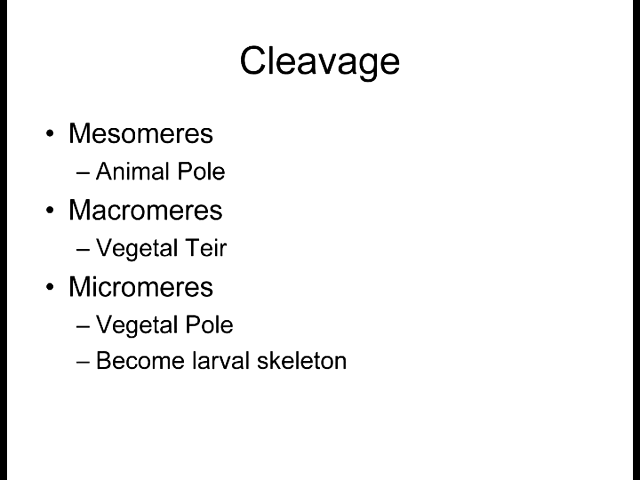 Cleavage
• Mesomeres
– Animal Pole
• Macromeres
– Vegetal Teir
• Micromeres
– Vegetal Pole
– Become larval skeleton